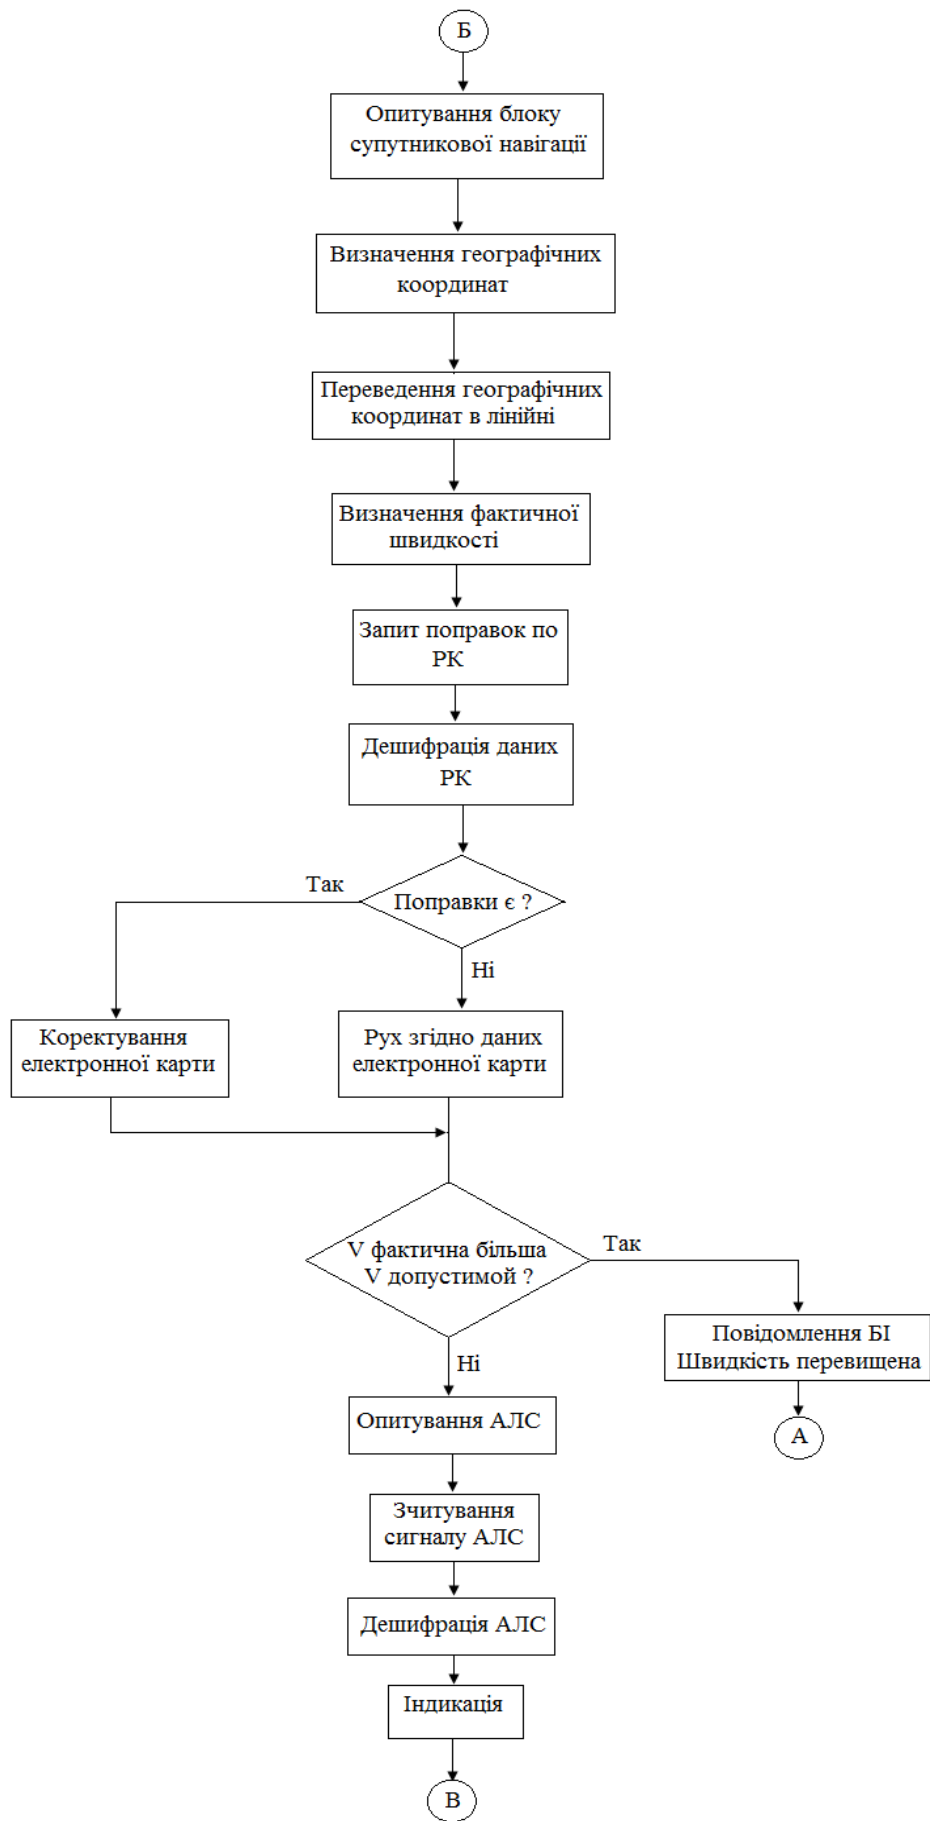 Б
Опитування блоку
супутникової навігації
Визначення географічних
координат
Переведення географічних
координат в лінійні
Визначення фактичної
швидкості
Запит поправок по
РК
Дешифрація даних
РК
Так
Поправки є ?
Ні
Коректування
електронної карти
Рух згідно даних
електронної карти
V фактична більша
V допустимой ?
Так
Ні
Повідомлення БІ
Швидкість перевищена
А
Опитування АЛС
Зчитування
сигналу АЛС
Дешифрація АЛС
Індикація
В